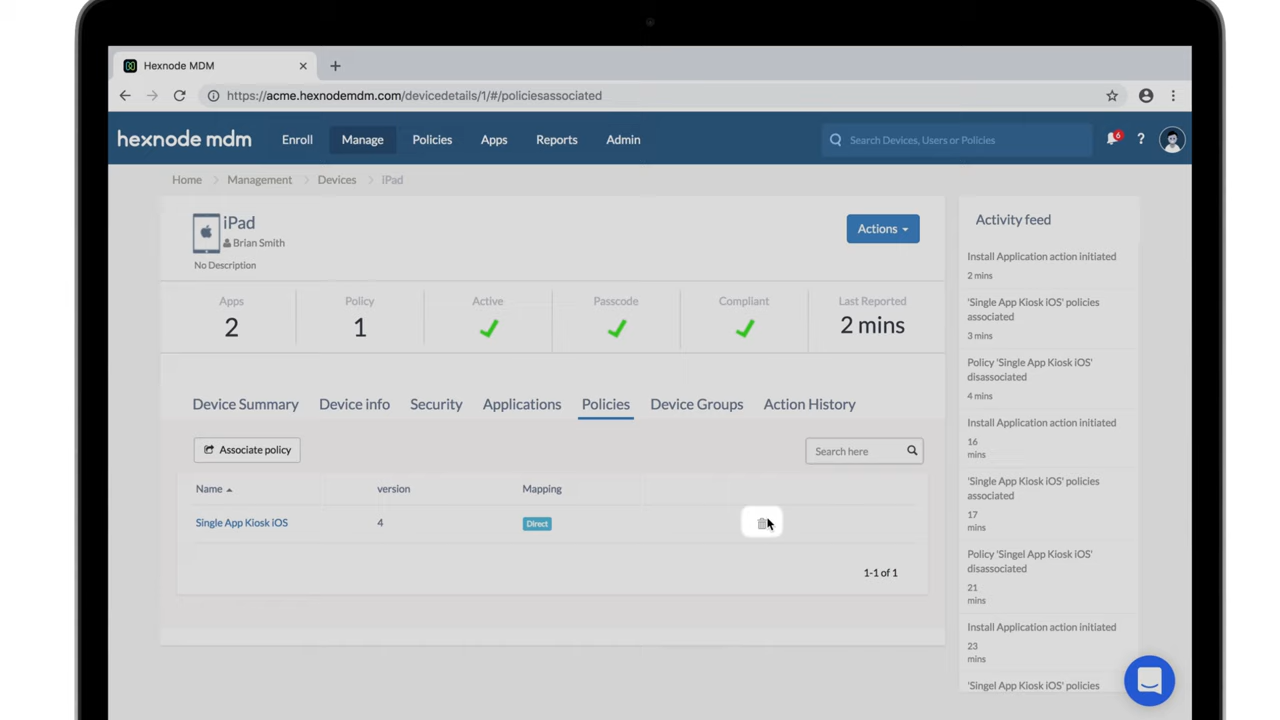 Hexnode MDM
https://acme.hexnodemdm.com/devicedetails/1/#/policiesassociated
hexnode mdm
Enroll
Manage
Policies
Apps
Reports
Admin
Search Devices, Users or Policies
6
?
Home > Management > Devices > iPad
iPad
Brian Smith
No Description
Actions
Apps
2
Policy
1
Active
Passcode
Compliant
Last Reported
2 mins
Device Summary
Device info
Security
Applications
Policies
Device Groups
Action History
Associate policy
Search here
Name
version
Mapping
Single App Kiosk iOS
4
Direct
1-1 of 1
Activity feed
Install Application action initiated
2 mins
'Single App Kiosk iOS' policies
associated
3 mins
Policy 'Single App Kiosk iOS'
disassociated
4 mins
Install Application action initiated
16
mins
'Single App Kiosk iOS' policies
associated
17
mins
Policy 'Singel App Kiosk iOS'
disassociated
21
mins
Install Application action initiated
23
mins
'Singel App Kiosk iOS' policies